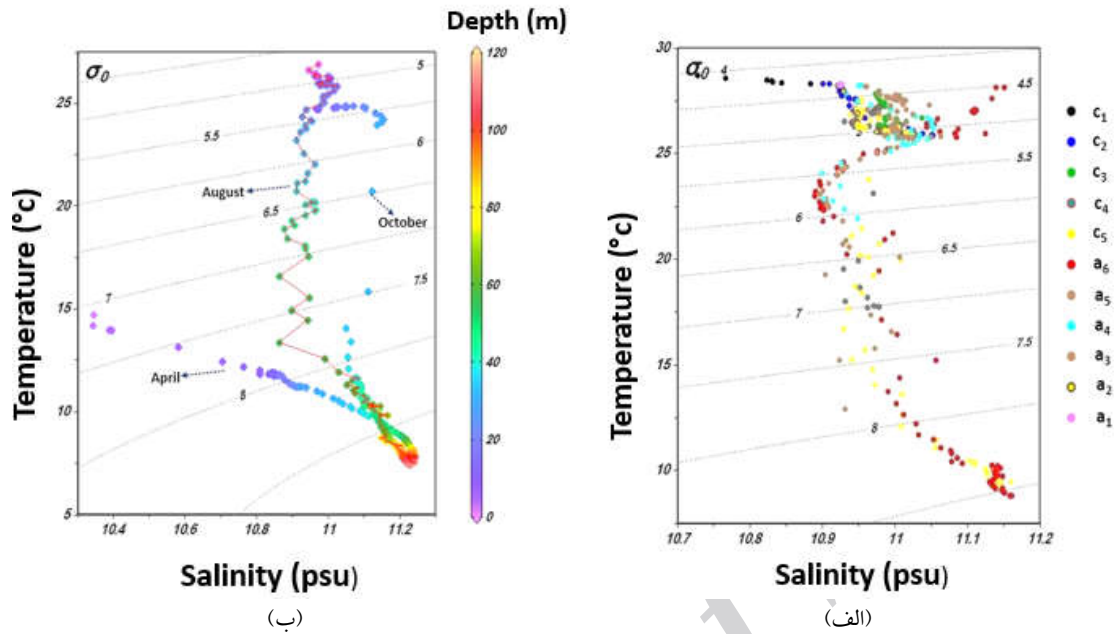 Depth (m)
σ₀
5
5.5
6
6.5
7
7.5
8
August
October
April
25
20
15
10
5
10.4
10.6
10.8
11
11.2
Temperature (°c)
Salinity (psu)
120
100
80
60
40
20
0
(ب)
σ₀
4
4.5
5
5.5
6
6.5
7
7.5
8
30
25
20
15
10
10.7
10.8
10.9
11
11.1
11.2
Temperature (°c)
Salinity (psu)
c₁
c₂
c₃
c₄
c₅
a₆
a₅
a₄
a₃
a₂
a₁
(الف)